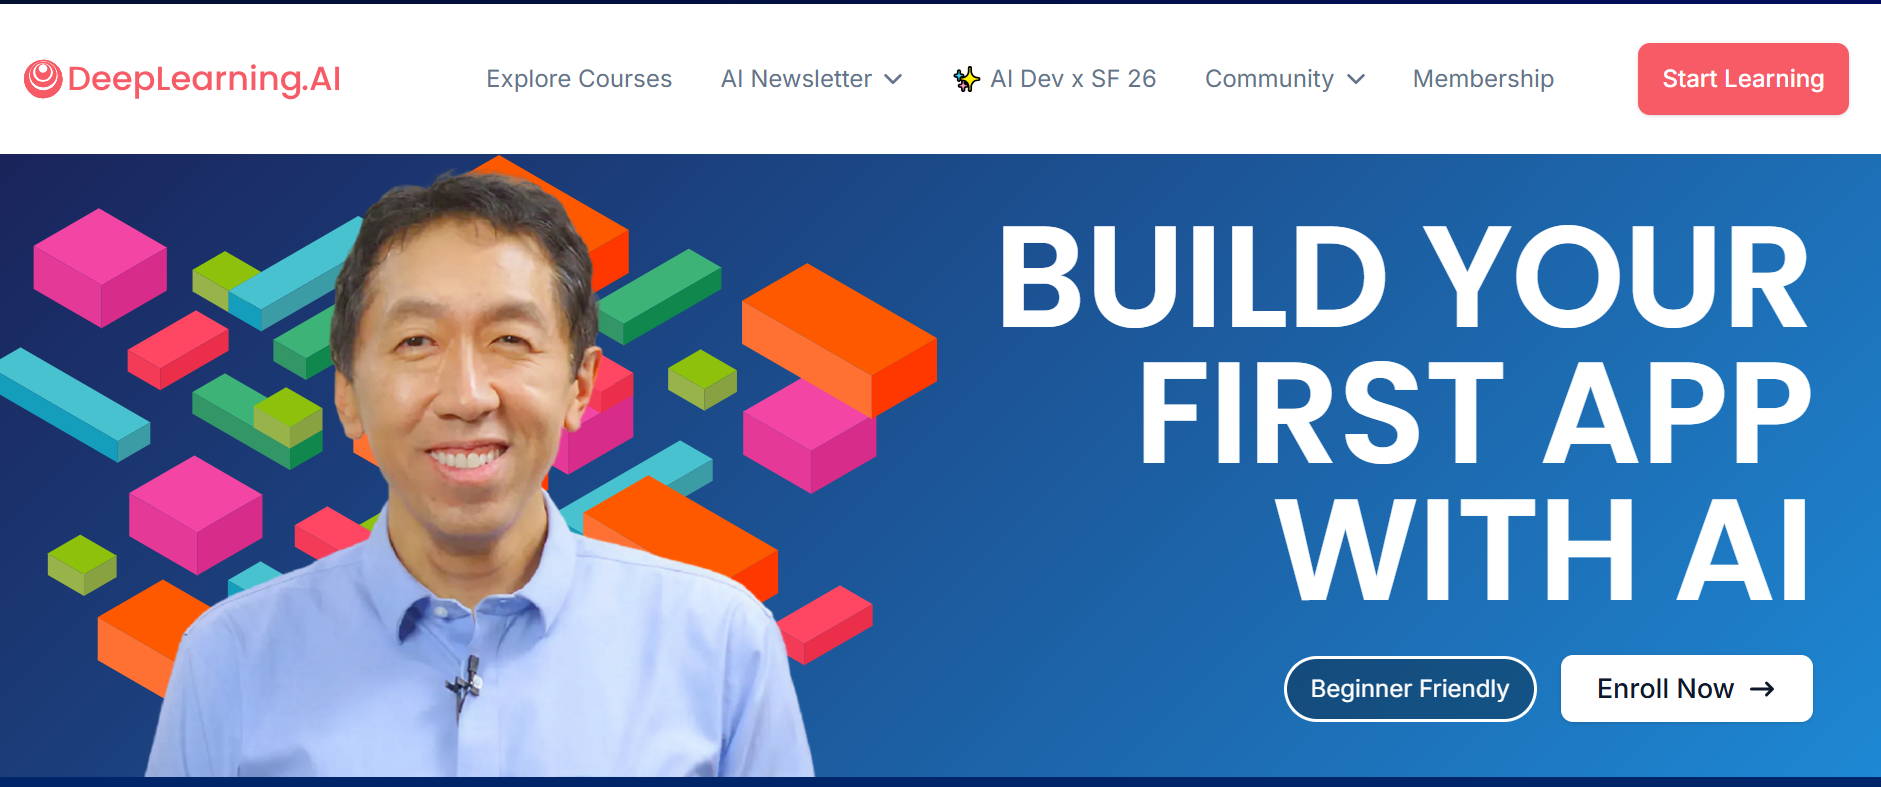 DeepLearning.AI
Explore Courses
AI Newsletter
AI Dev x SF 26
Community
Membership
Start Learning
BUILD YOUR
FIRST APP
WITH AI
Beginner Friendly
Enroll Now →